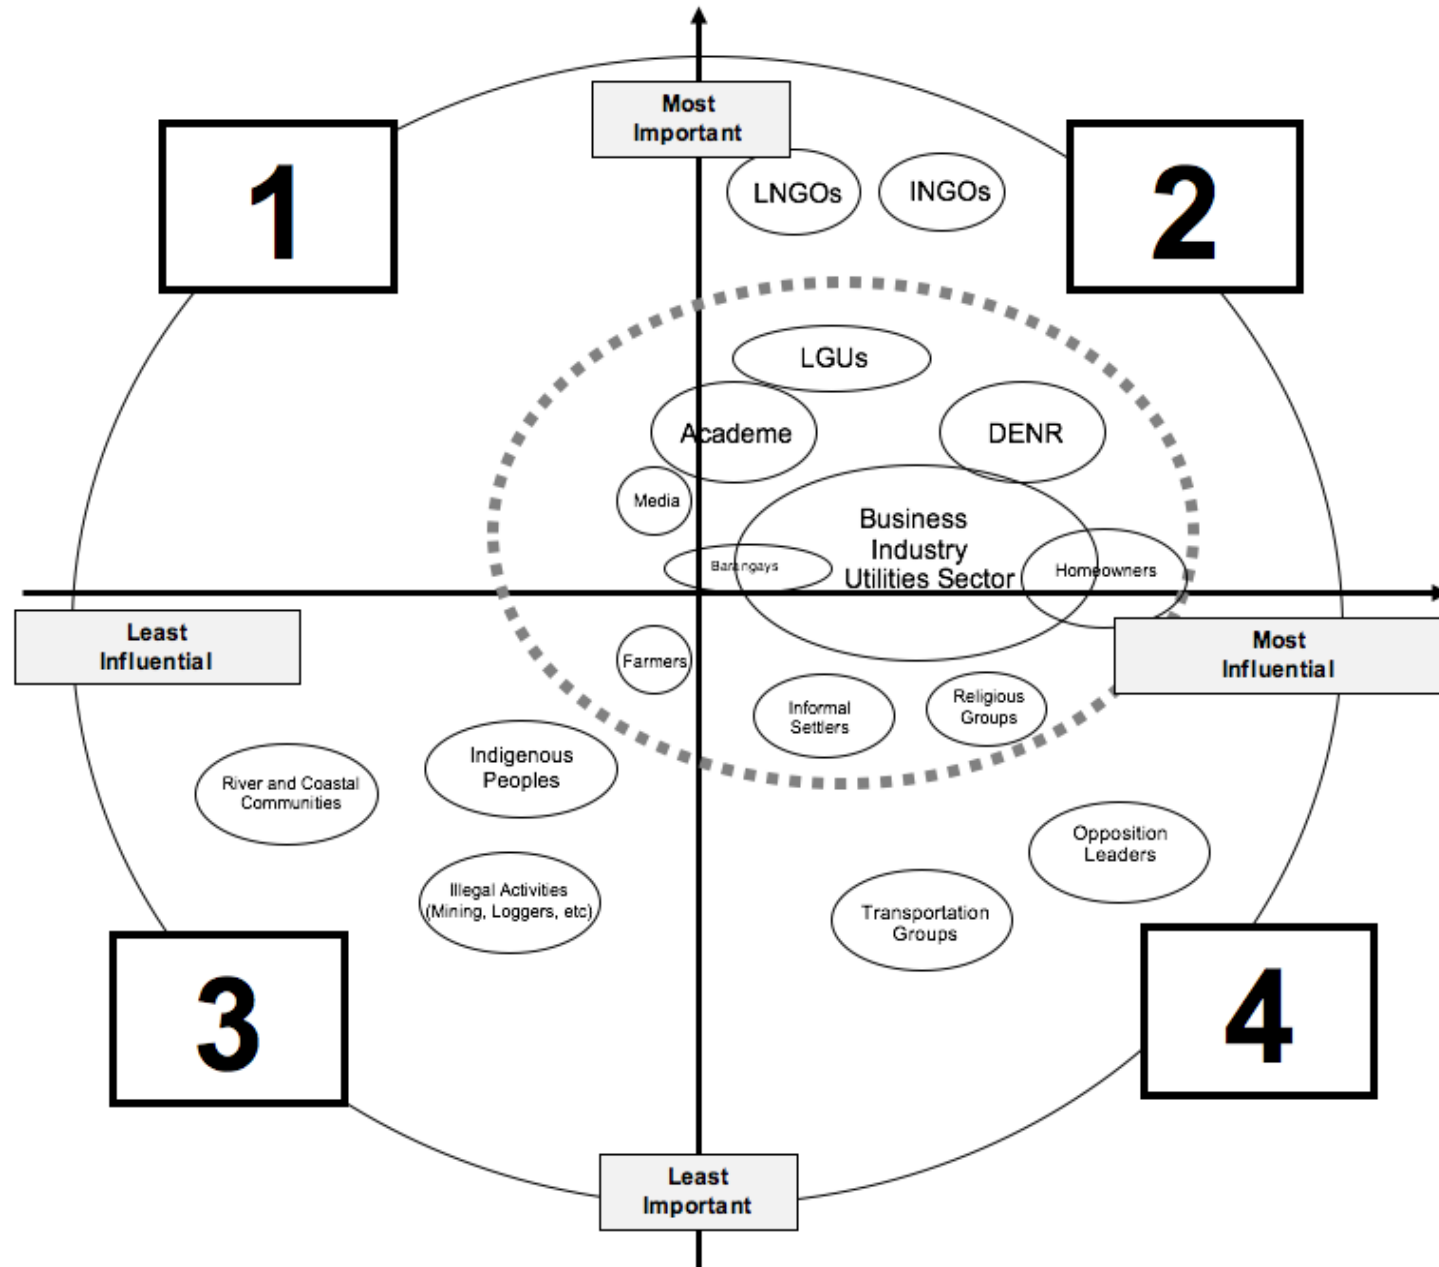 Most
Important
1
2
LNGOs
INGOs
LGUs
Academe
DENR
Media
Business
Industry
Utilities Sector
Barangays
Homeowners
Least
Influential
Most
Influential
Farmers
Informal
Settlers
Religious
Groups
Indigenous
Peoples
River and Coastal
Communities
Opposition
Leaders
Illegal Activities
(Mining, Loggers, etc)
Transportation
Groups
3
4
Least
Important